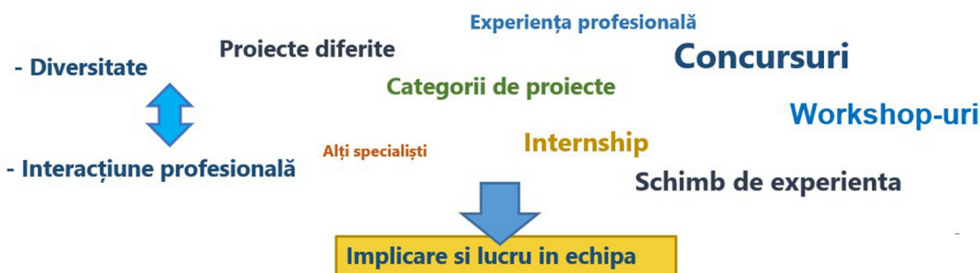 Experiența profesională
Proiecte diferite
Concursuri
- Diversitate
Categorii de proiecte
Workshop-uri
Internship
Alți specialiști
- Interacțiune profesională
Schimb de experienta
Implicare si lucru in echipa